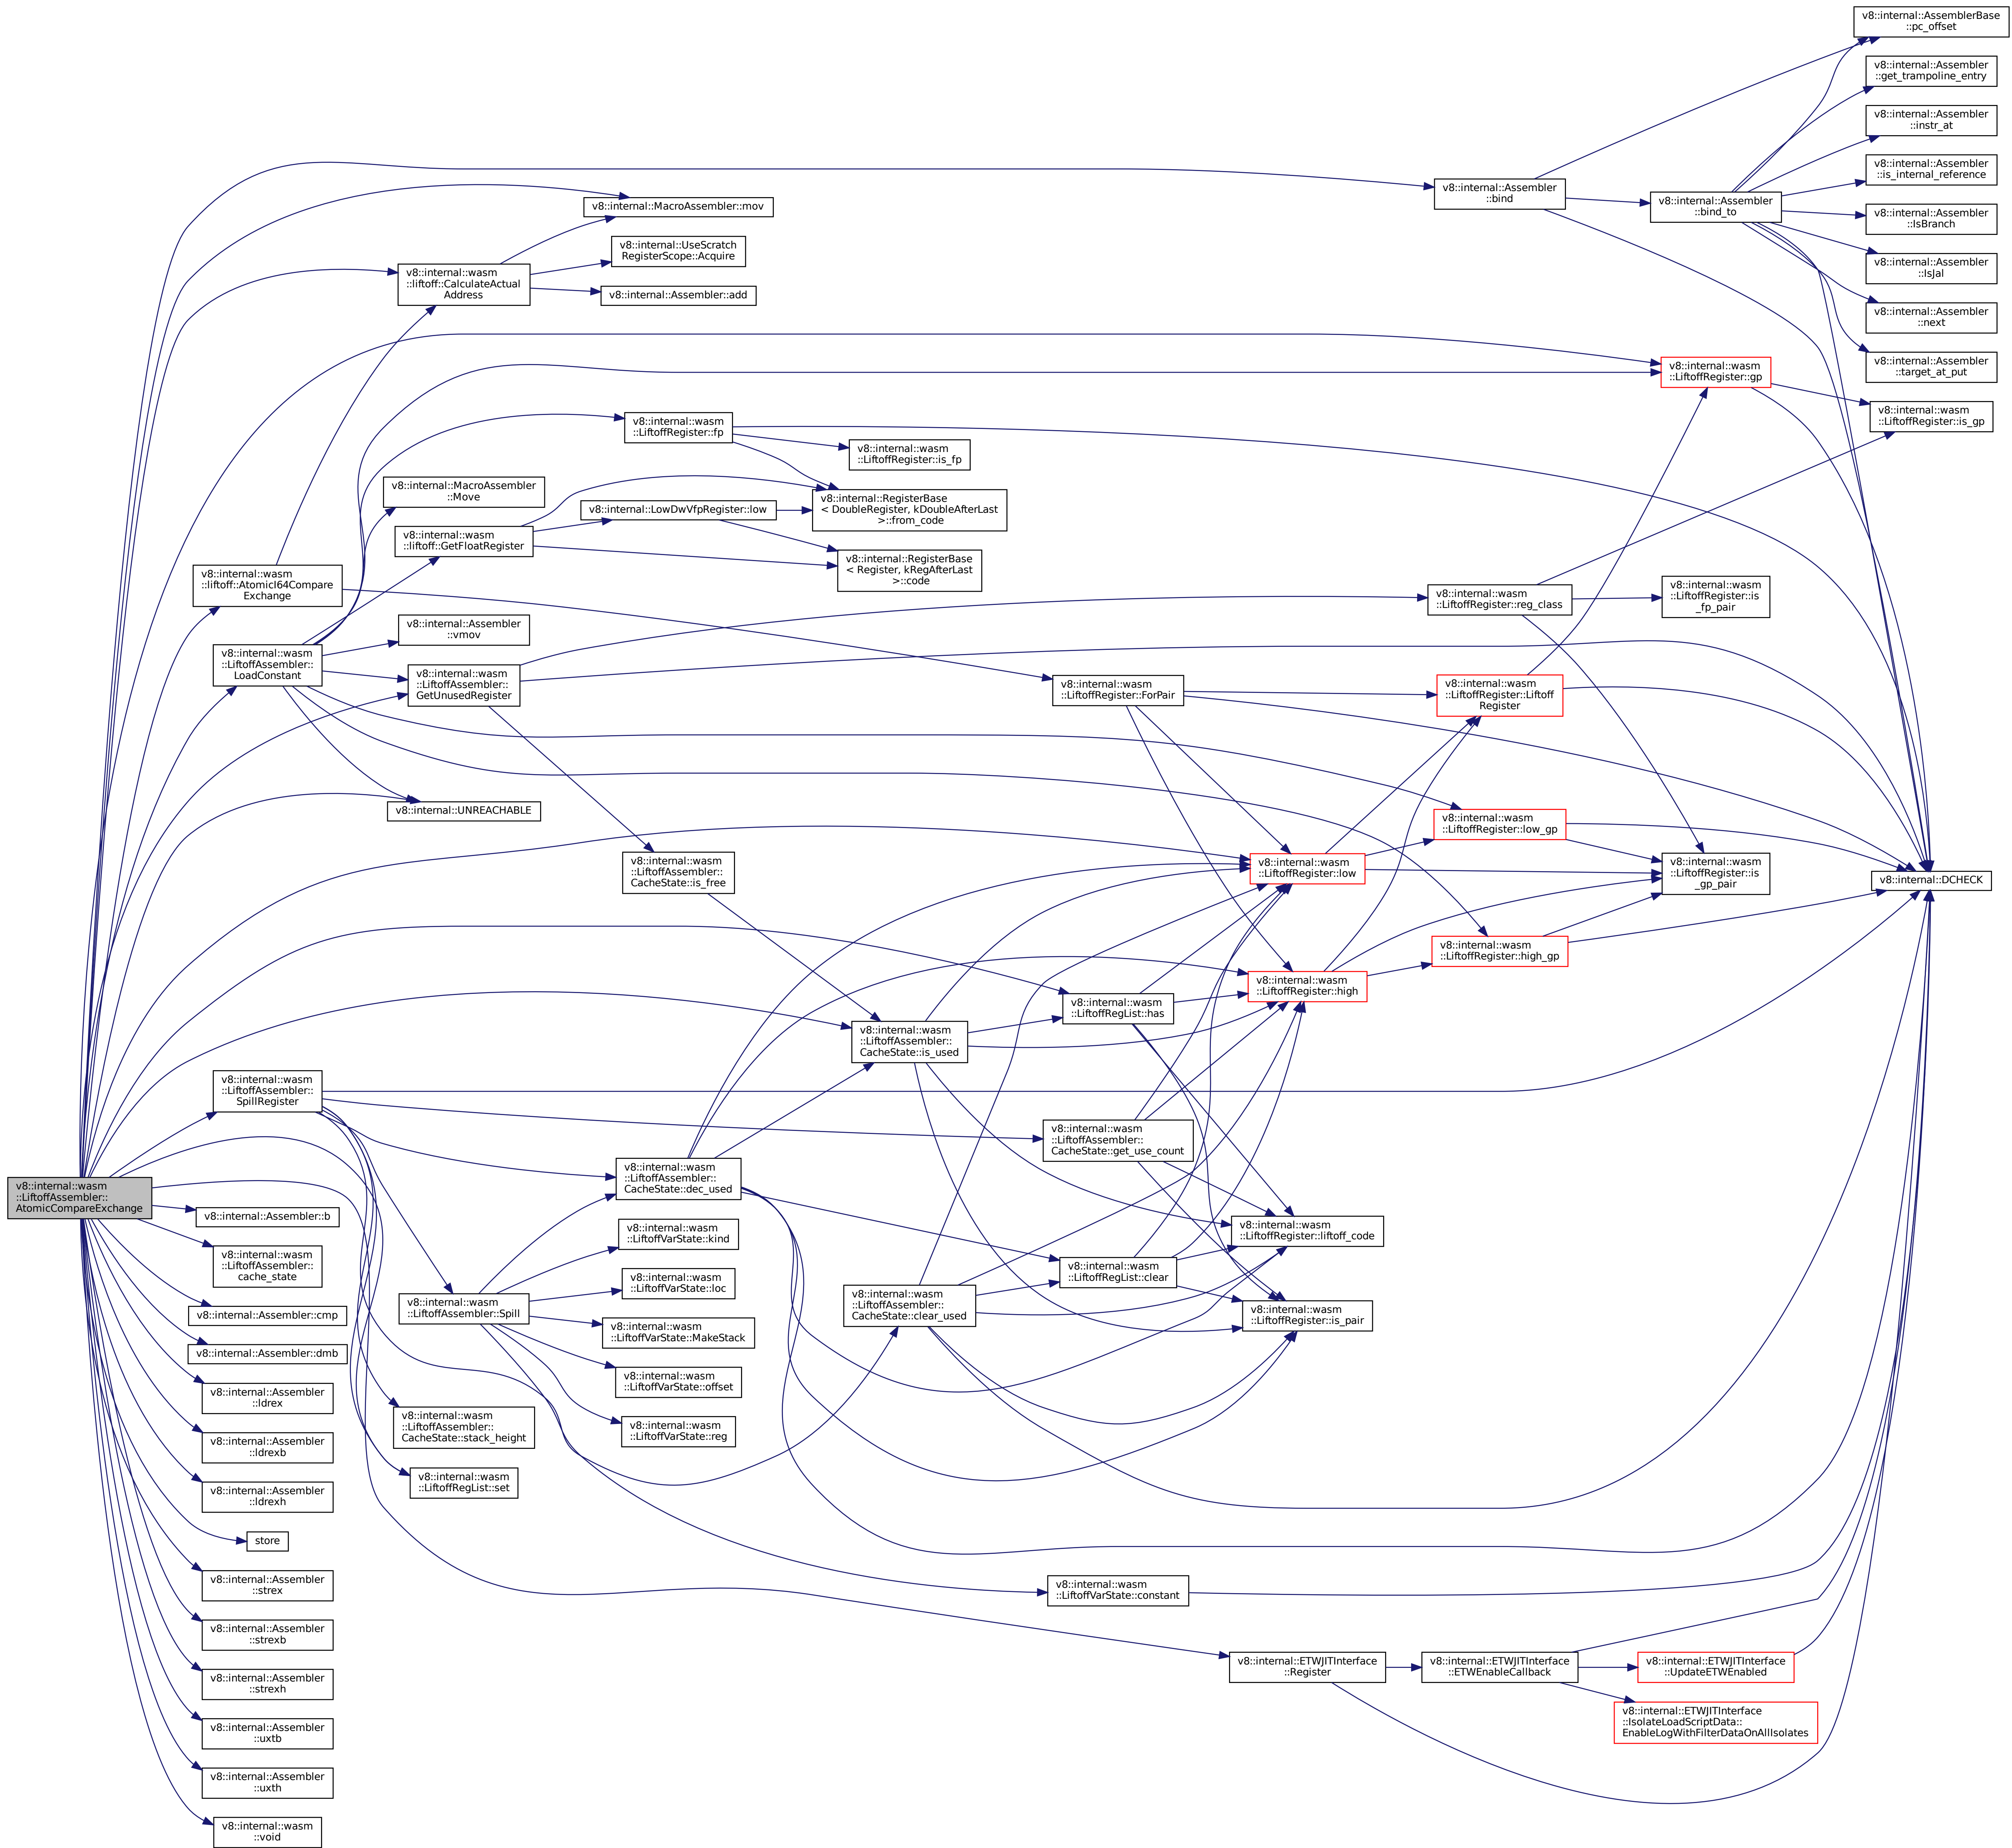 v8::internal::AssemblerBase
::pc_offset
v8::internal::Assembler
::get_trampoline_entry
v8::internal::Assembler
::instr_at
v8::internal::Assembler
::is_internal_reference
v8::internal::Assembler
::bind
v8::internal::Assembler
::bind_to
v8::internal::MacroAssembler::mov
v8::internal::Assembler
::IsBranch
v8::internal::UseScratch
RegisterScope::Acquire
v8::internal::Assembler
::IsJal
v8::internal::wasm
::liftoff::CalculateActual
Address
v8::internal::Assembler::add
v8::internal::Assembler
::next
v8::internal::Assembler
::target_at_put
v8::internal::wasm
::LiftoffRegister::gp
v8::internal::wasm
::LiftoffRegister::is_gp
v8::internal::wasm
::LiftoffRegister::fp
v8::internal::wasm
::LiftoffRegister::is_fp
v8::internal::MacroAssembler
::Move
v8::internal::LowDwVfpRegister::low
v8::internal::RegisterBase
< DoubleRegister, kDoubleAfterLast
>::from_code
v8::internal::wasm
::liftoff::GetFloatRegister
v8::internal::RegisterBase
< Register, kRegAfterLast
>::code
v8::internal::wasm
::liftoff::AtomicI64Compare
Exchange
v8::internal::wasm
::LiftoffRegister::reg_class
v8::internal::wasm
::LiftoffRegister::is
_fp_pair
v8::internal::Assembler
::vmov
v8::internal::wasm
::LiftoffAssembler::
LoadConstant
v8::internal::wasm
::LiftoffAssembler::
GetUnusedRegister
v8::internal::wasm
::LiftoffRegister::ForPair
v8::internal::wasm
::LiftoffRegister::Liftoff
Register
v8::internal::UNREACHABLE
v8::internal::wasm
::LiftoffRegister::low_gp
v8::internal::wasm
::LiftoffAssembler::
CacheState::is_free
v8::internal::wasm
::LiftoffRegister::low
v8::internal::wasm
::LiftoffRegister::is
_gp_pair
v8::internal::DCHECK
v8::internal::wasm
::LiftoffRegister::high_gp
v8::internal::wasm
::LiftoffRegister::high
v8::internal::wasm
::LiftoffRegList::has
v8::internal::wasm
::LiftoffAssembler::
CacheState::is_used
v8::internal::wasm
::LiftoffAssembler::
SpillRegister
v8::internal::wasm
::LiftoffAssembler::
CacheState::get_use_count
v8::internal::wasm
::LiftoffAssembler::
CacheState::dec_used
v8::internal::wasm
::LiftoffAssembler::
AtomicCompareExchange
v8::internal::Assembler::b
v8::internal::wasm
::LiftoffVarState::kind
v8::internal::wasm
::LiftoffRegister::liftoff_code
v8::internal::wasm
::LiftoffAssembler::
cache_state
v8::internal::wasm
::LiftoffVarState::loc
v8::internal::wasm
::LiftoffRegList::clear
v8::internal::wasm
::LiftoffAssembler::Spill
v8::internal::wasm
::LiftoffAssembler::
CacheState::clear_used
v8::internal::wasm
::LiftoffRegister::is_pair
v8::internal::Assembler::cmp
v8::internal::wasm
::LiftoffVarState::MakeStack
v8::internal::Assembler::dmb
v8::internal::wasm
::LiftoffVarState::offset
v8::internal::Assembler
::ldrex
v8::internal::wasm
::LiftoffAssembler::
CacheState::stack_height
v8::internal::wasm
::LiftoffVarState::reg
v8::internal::Assembler
::ldrexb
v8::internal::wasm
::LiftoffRegList::set
v8::internal::Assembler
::ldrexh
store
v8::internal::Assembler
::strex
v8::internal::wasm
::LiftoffVarState::constant
v8::internal::Assembler
::strexb
v8::internal::Assembler
::strexh
v8::internal::ETWJITInterface
::Register
v8::internal::ETWJITInterface
::ETWEnableCallback
v8::internal::ETWJITInterface
::UpdateETWEnabled
v8::internal::ETWJITInterface
::IsolateLoadScriptData::
EnableLogWithFilterDataOnAllIsolates
v8::internal::Assembler
::uxtb
v8::internal::Assembler
::uxth
v8::internal::wasm
::void